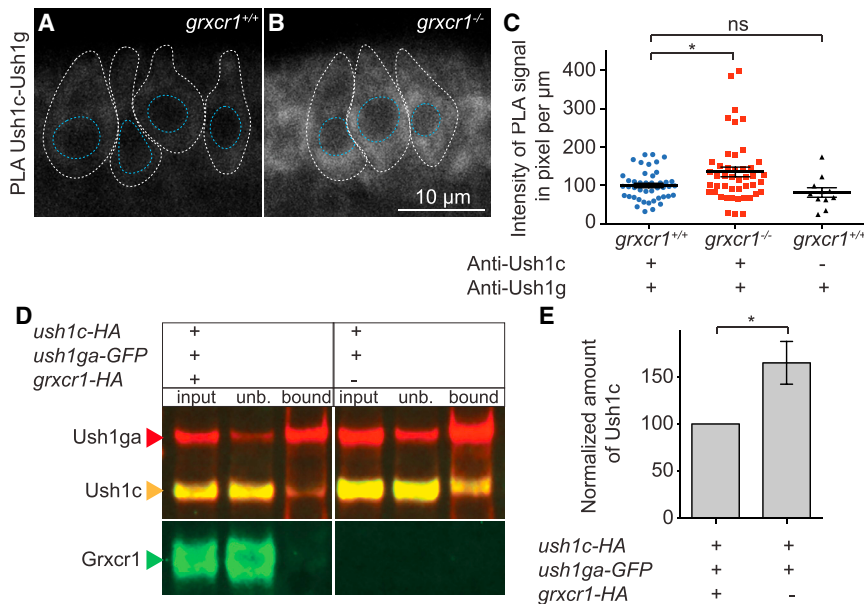 A
grxcr1+/+
B
grxcr1-/-
PLA Ush1c-Ush1g
10 µm
C
ns
*
Intensity of PLA signal
in pixel per µm
400
300
200
100
0
grxcr1+/+ grxcr1-/- grxcr1+/+
Anti-Ush1c + + -
Anti-Ush1g + + +
D
ush1c-HA + +
ush1ga-GFP + +
grxcr1-HA + -
input unb. bound input unb. bound
Ush1ga
Ush1c
Grxcr1
E
*
Normalized amount
of Ush1c
150
100
50
0
ush1c-HA + +
ush1ga-GFP + +
grxcr1-HA + -